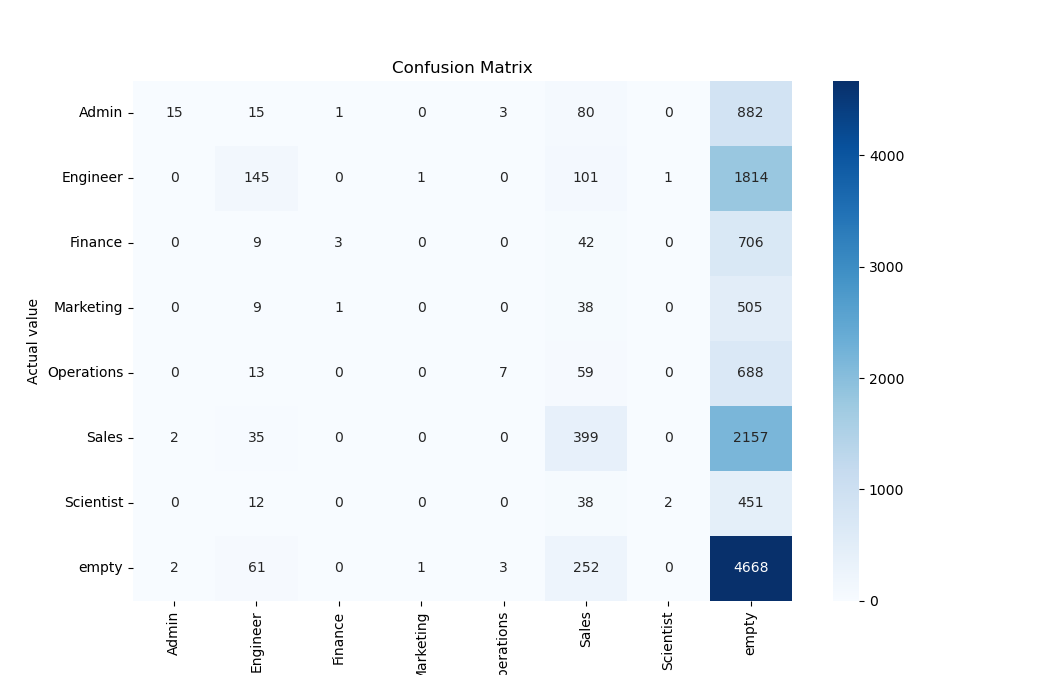 Confusion Matrix
Actual value
Admin 15 15 1 0 3 80 0 882
Engineer 0 145 0 1 0 101 1 1814
Finance 0 9 3 0 0 42 0 706
Marketing 0 9 1 0 0 38 0 505
Operations 0 13 0 0 7 59 0 688
Sales 2 35 0 0 0 399 0 2157
Scientist 0 12 0 0 0 38 2 451
empty 2 61 0 1 3 252 0 4668
Admin Engineer Finance arketing perations Sales Scientist empty
4000
3000
2000
1000
0